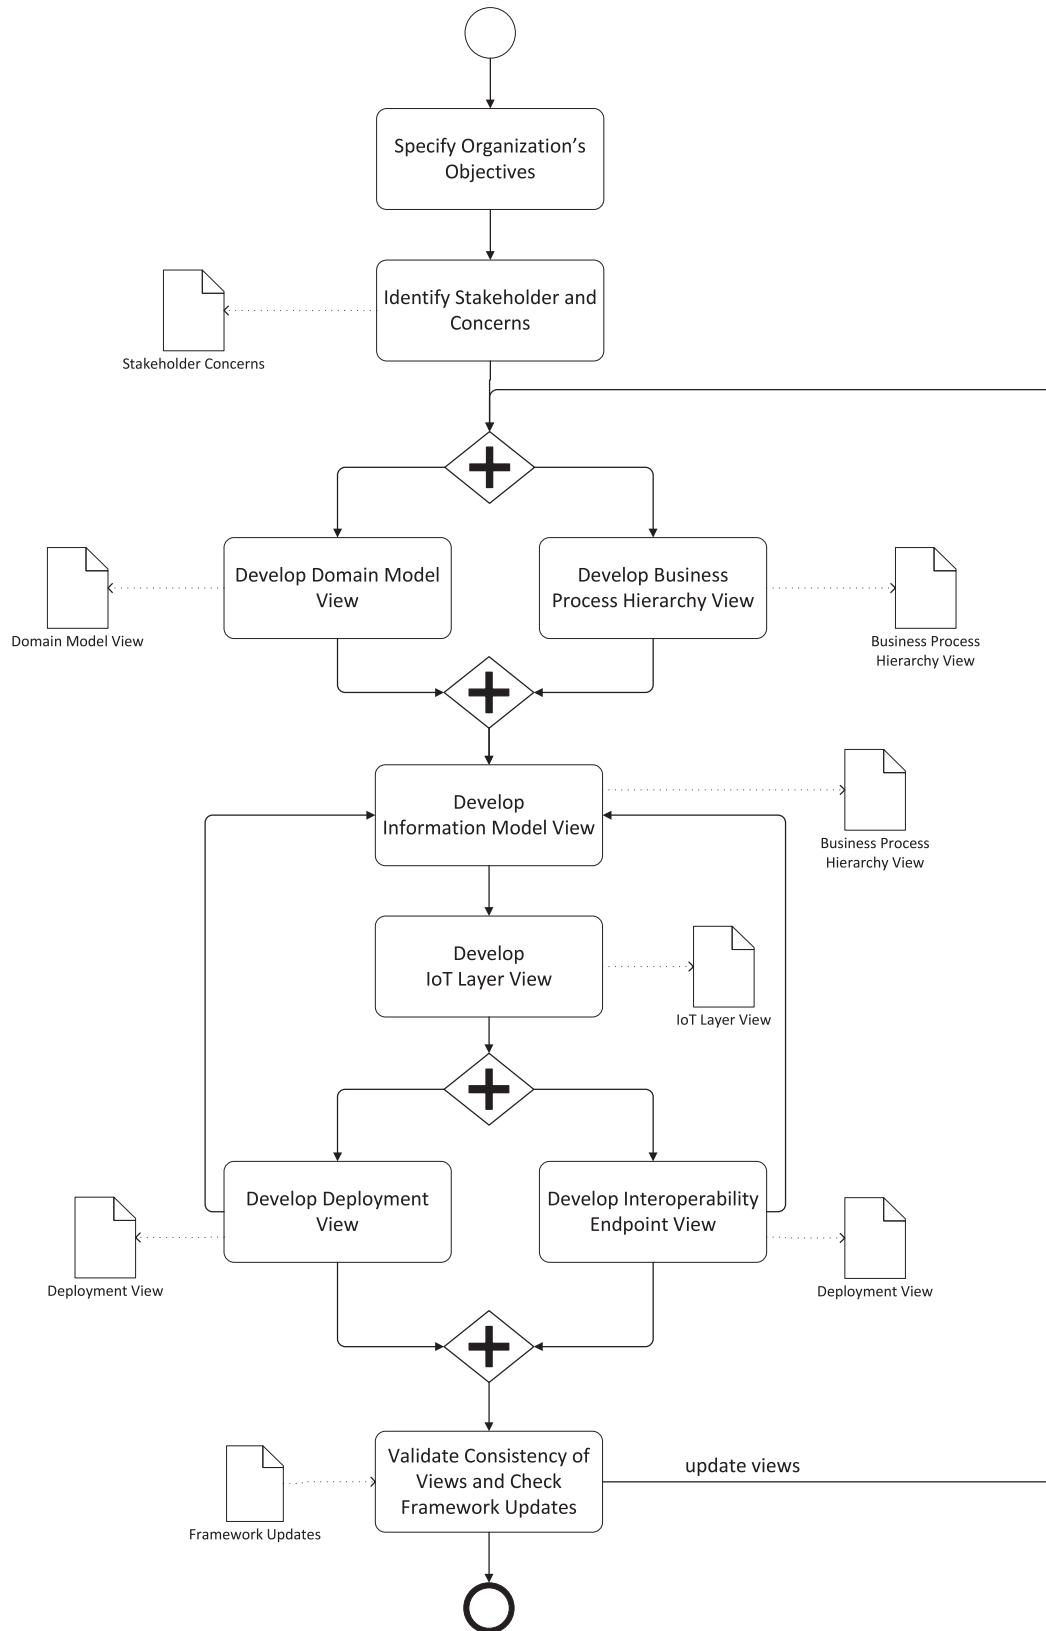 Specify Organization's
Objectives
Identify Stakeholder and
Concerns
Stakeholder Concerns
Develop Domain Model
View
Develop Business
Process Hierarchy View
Domain Model View
Business Process
Hierarchy View
Develop
Information Model View
Business Process
Hierarchy View
Develop
IoT Layer View
IoT Layer View
Develop Deployment
View
Develop Interoperability
Endpoint View
Deployment View
Deployment View
Validate Consistency of
Views and Check
Framework Updates
update views
Framework Updates